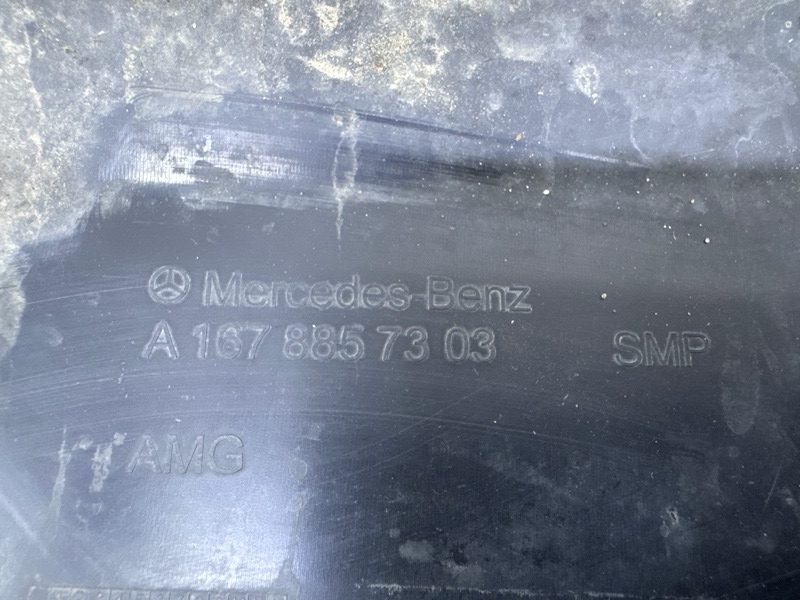 Mercedes-Benz
A 167 885 73 03
SMP
AMG